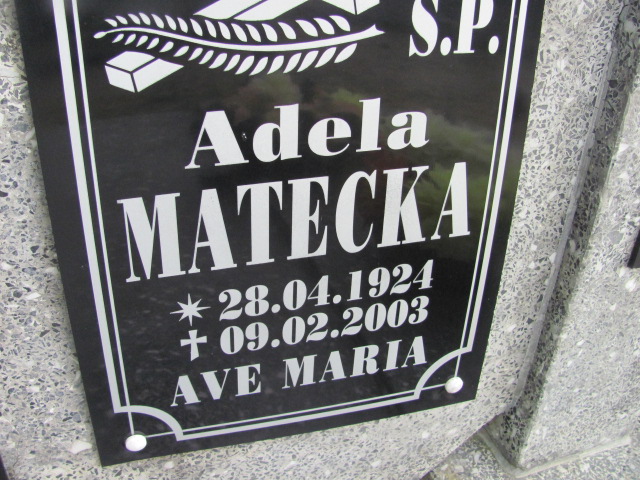 S.P.
Adela
MATECKA
✶ 28.04.1924
✝ 09.02.2003
AVE MARIA